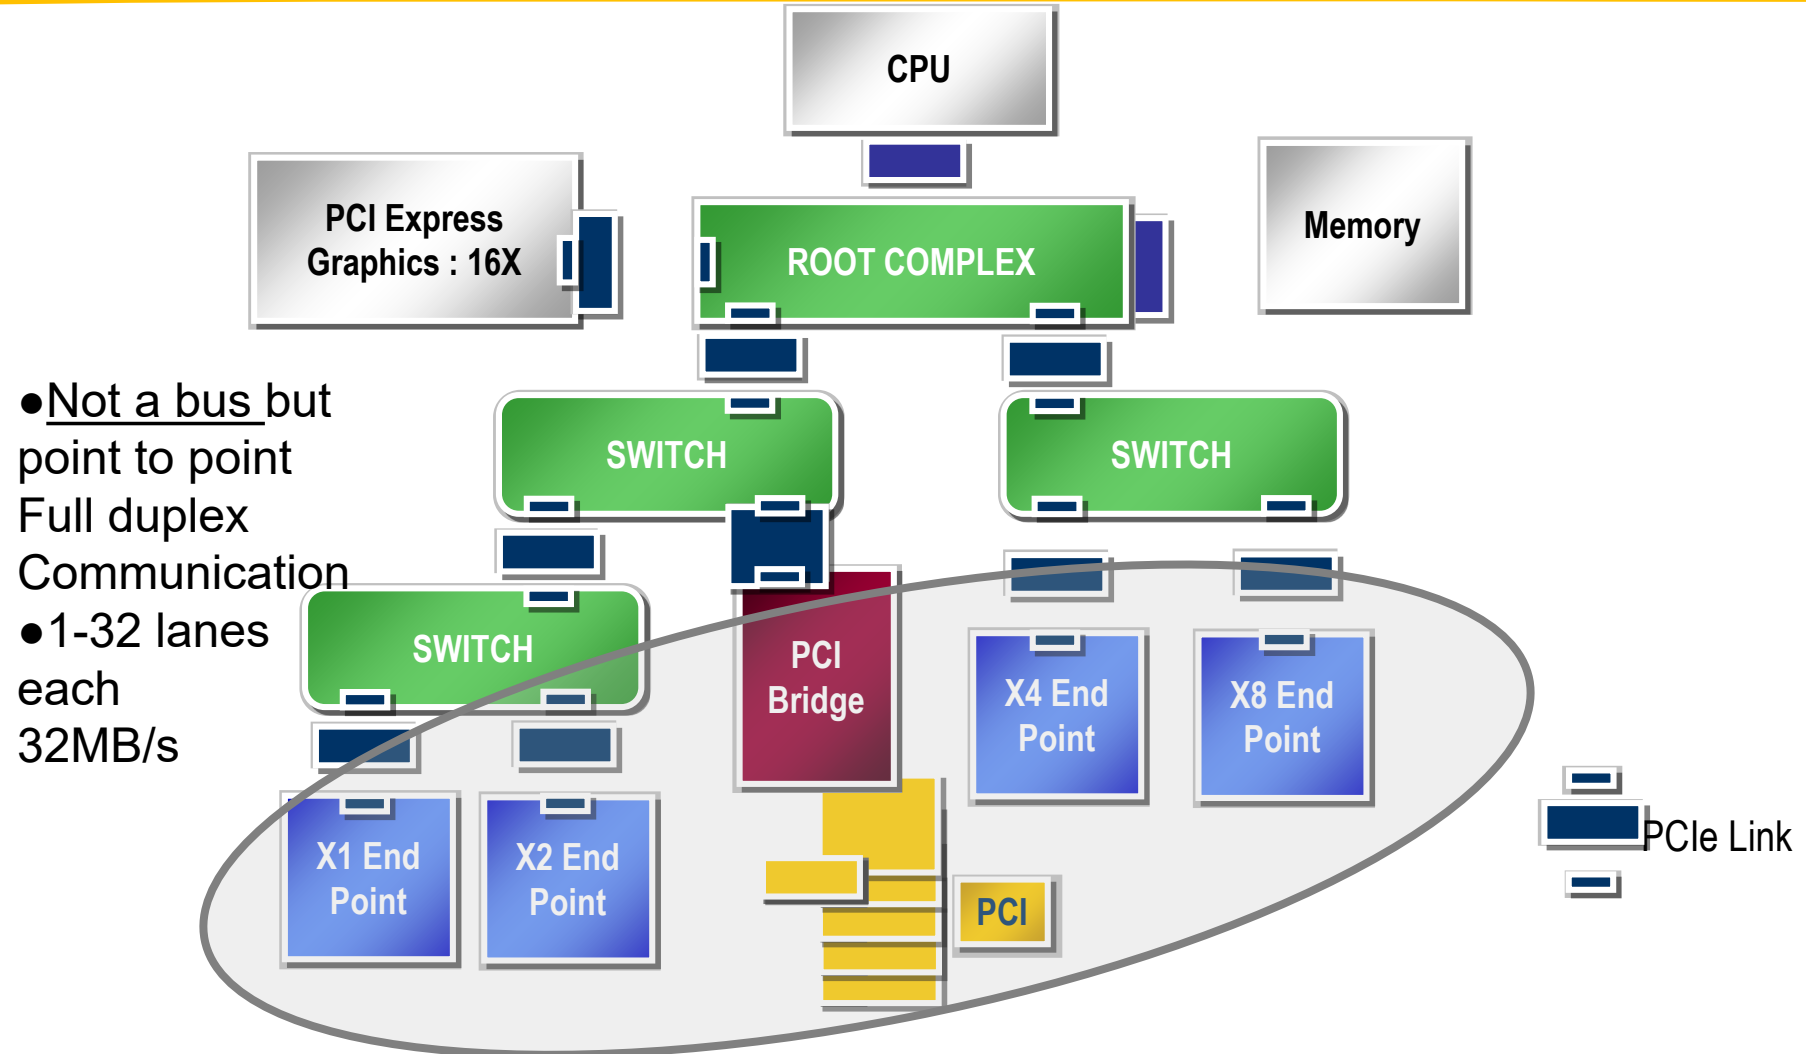 CPU
PCI Express
Graphics : 16X
ROOT COMPLEX
Memory
●Not a bus but
point to point
Full duplex
Communication
●1-32 lanes
each
32MB/s
SWITCH
SWITCH
SWITCH
PCI
Bridge
X4 End
Point
X8 End
Point
X1 End
Point
X2 End
Point
PCI
PCIe Link